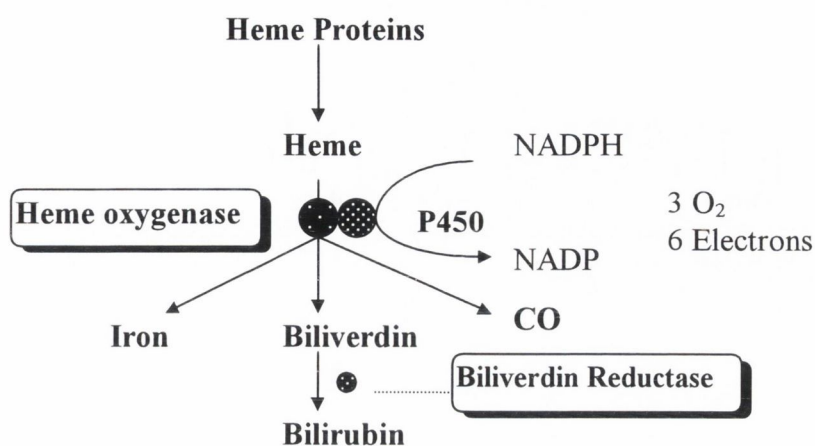 Heme Proteins
Heme
NADPH
Heme oxygenase
P450
3 O₂
6 Electrons
NADP
Iron
Biliverdin
CO
Biliverdin Reductase
Bilirubin